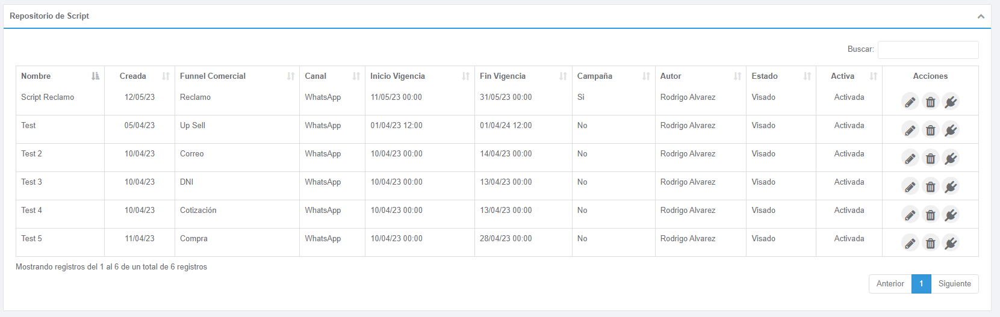 Repositorio de Script
Buscar:
Nombre Creada Funnel Comercial Canal Inicio Vigencia Fin Vigencia Campaña Autor Estado Activa Acciones
Script Reclamo 12/05/23 Reclamo WhatsApp 11/05/23 00:00 31/05/23 00:00 Si Rodrigo Alvarez Visado Activada
Test 05/04/23 Up Sell WhatsApp 01/04/23 12:00 01/04/24 12:00 No Rodrigo Alvarez Visado Activada
Test 2 10/04/23 Correo WhatsApp 10/04/23 00:00 14/04/23 00:00 No Rodrigo Alvarez Visado Activada
Test 3 10/04/23 DNI WhatsApp 10/04/23 00:00 13/04/23 00:00 No Rodrigo Alvarez Visado Activada
Test 4 10/04/23 Cotización WhatsApp 10/04/23 00:00 13/04/23 00:00 No Rodrigo Alvarez Visado Activada
Test 5 11/04/23 Compra WhatsApp 10/04/23 00:00 28/04/23 00:00 No Rodrigo Alvarez Visado Activada
Mostrando registros del 1 al 6 de un total de 6 registros
Anterior 1 Siguiente